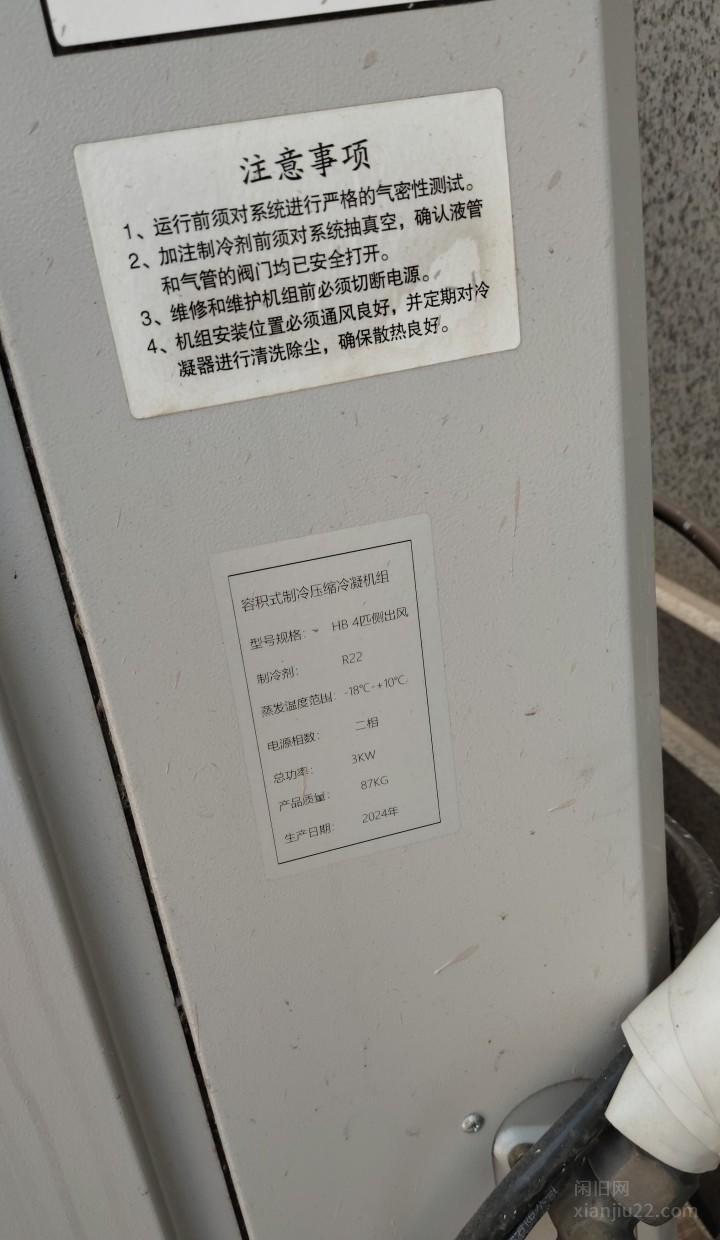 注意事项
1、运行前须对系统进行严格的气密性测试。
2、加注制冷剂前须对系统抽真空，确认液管
和气管的阀门均已安全打开。
3、维修和维护机组前必须切断电源。
4、机组安装位置必须通风良好，并定期对冷
凝器进行清洗除尘，确保散热良好。
容积式制冷压缩冷凝机组
型号规格： HB 4匹侧出风
制冷剂： R22
蒸发温度范围： -18℃-+10℃
电源相数： 二相
总功率： 3KW
产品质量： 87KG
生产日期： 2024年
闲旧网
xianjiu22.com